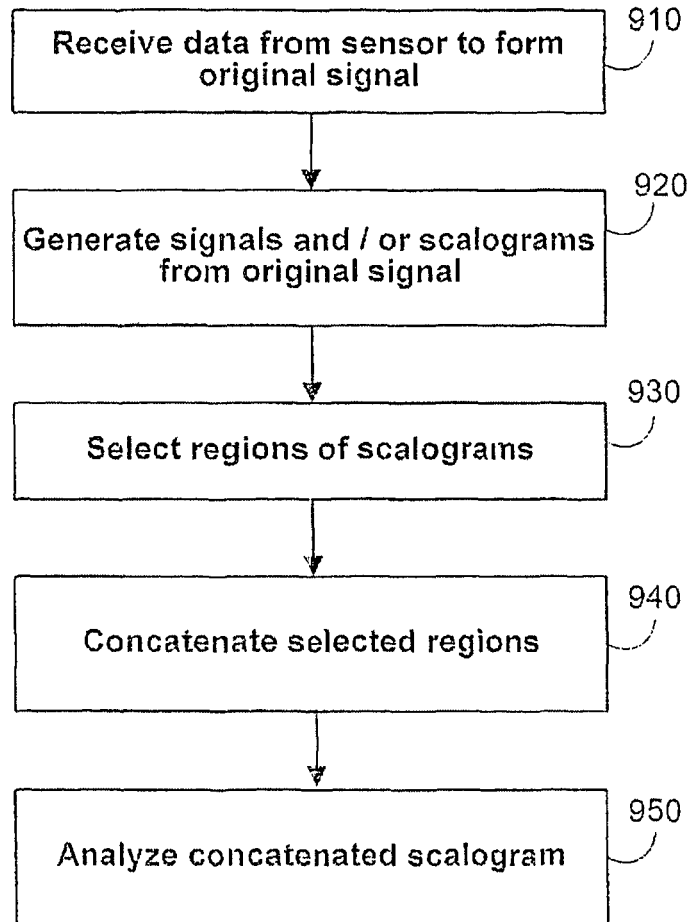 910
Receive data from sensor to form
original signal
920
Generate signals and / or scalograms
from original signal
930
Select regions of scalograms
940
Concatenate selected regions
950
Analyze concatenated scalogram